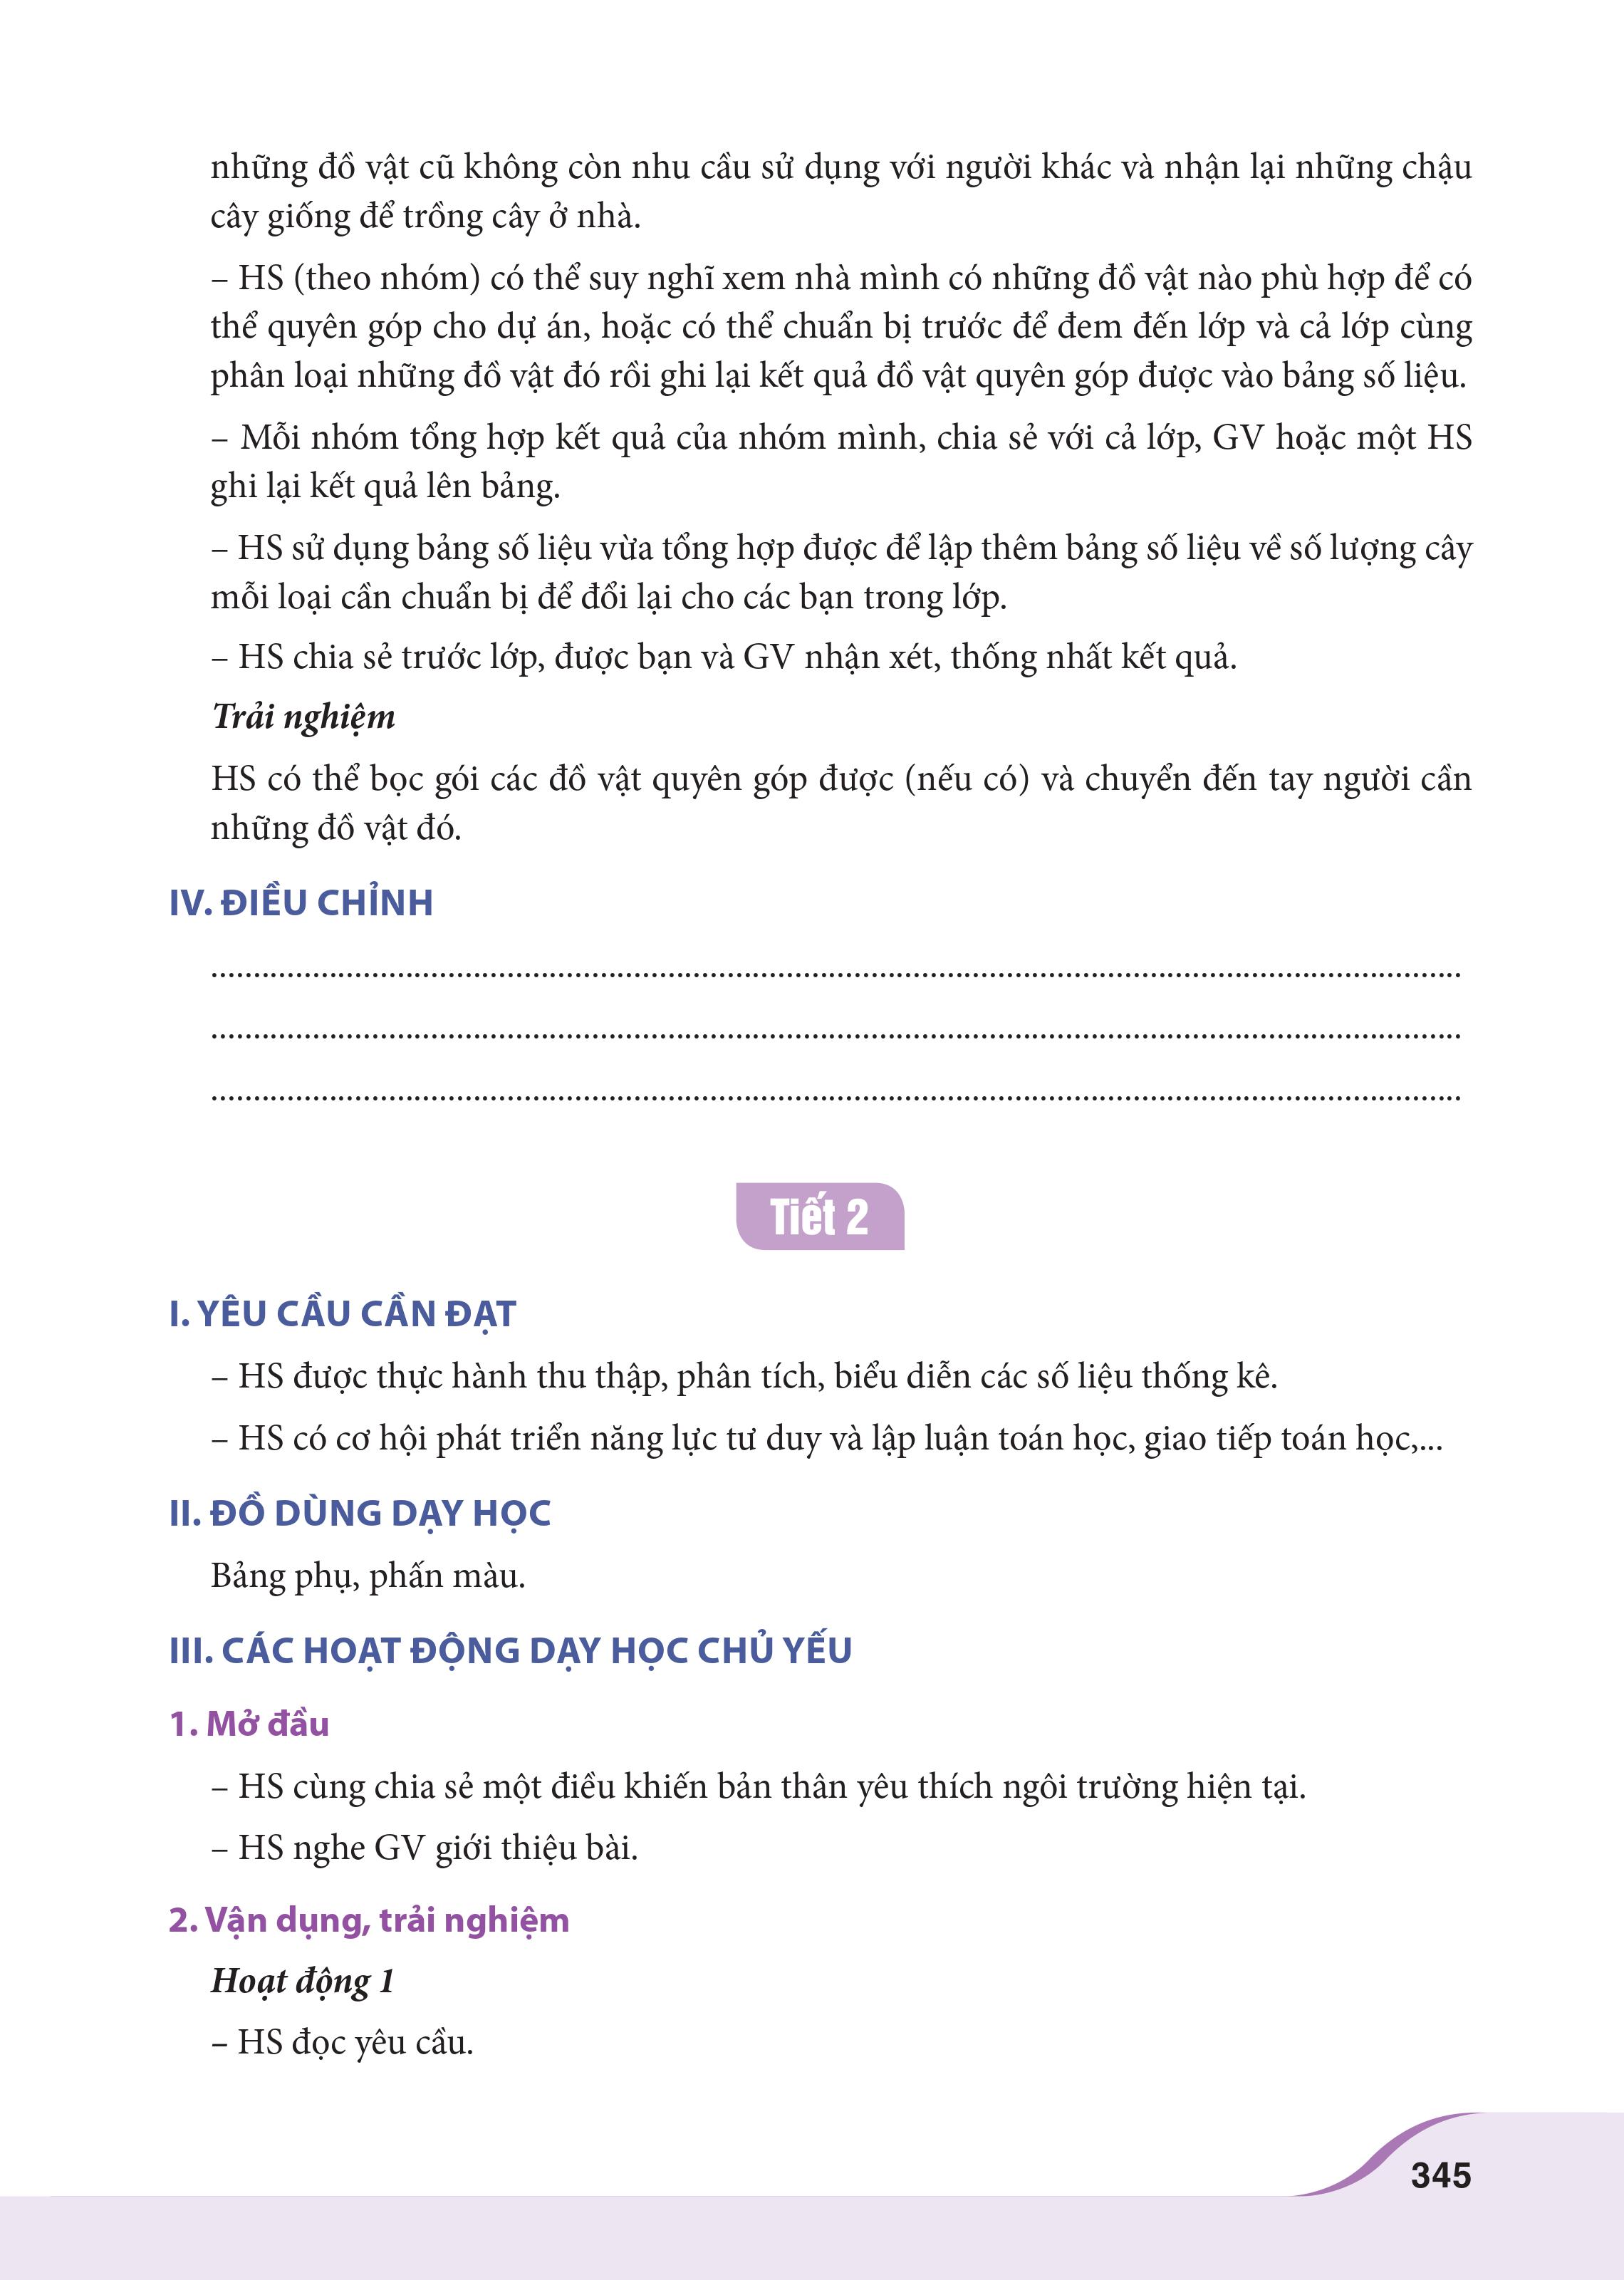 những đồ vật cũ không còn nhu cầu sử dụng với người khác và nhận lại những chậu
cây giống để trồng cây ở nhà.
– HS (theo nhóm) có thể suy nghĩ xem nhà mình có những đồ vật nào phù hợp để có
thể quyên góp cho dự án, hoặc có thể chuẩn bị trước để đem đến lớp và cả lớp cùng
phân loại những đồ vật đó rồi ghi lại kết quả đồ vật quyên góp được vào bảng số liệu.
– Mỗi nhóm tổng hợp kết quả của nhóm mình, chia sẻ với cả lớp, GV hoặc một HS
ghi lại kết quả lên bảng.
– HS sử dụng bảng số liệu vừa tổng hợp được để lập thêm bảng số liệu về số lượng cây
mỗi loại cần chuẩn bị để đổi lại cho các bạn trong lớp.
– HS chia sẻ trước lớp, được bạn và GV nhận xét, thống nhất kết quả.
Trải nghiệm
HS có thể bọc gói các đồ vật quyên góp được (nếu có) và chuyển đến tay người cần
những đồ vật đó.
IV. ĐIỀU CHỈNH
....................................................................................................
....................................................................................................
....................................................................................................
Tiết 2
I. YÊU CẦU CẦN ĐẠT
– HS được thực hành thu thập, phân tích, biểu diễn các số liệu thống kê.
– HS có cơ hội phát triển năng lực tư duy và lập luận toán học, giao tiếp toán học,...
II. ĐỒ DÙNG DẠY HỌC
Bảng phụ, phấn màu.
III. CÁC HOẠT ĐỘNG DẠY HỌC CHỦ YẾU
1. Mở đầu
– HS cùng chia sẻ một điều khiến bản thân yêu thích ngôi trường hiện tại.
– HS nghe GV giới thiệu bài.
2. Vận dụng, trải nghiệm
Hoạt động 1
– HS đọc yêu cầu.
345